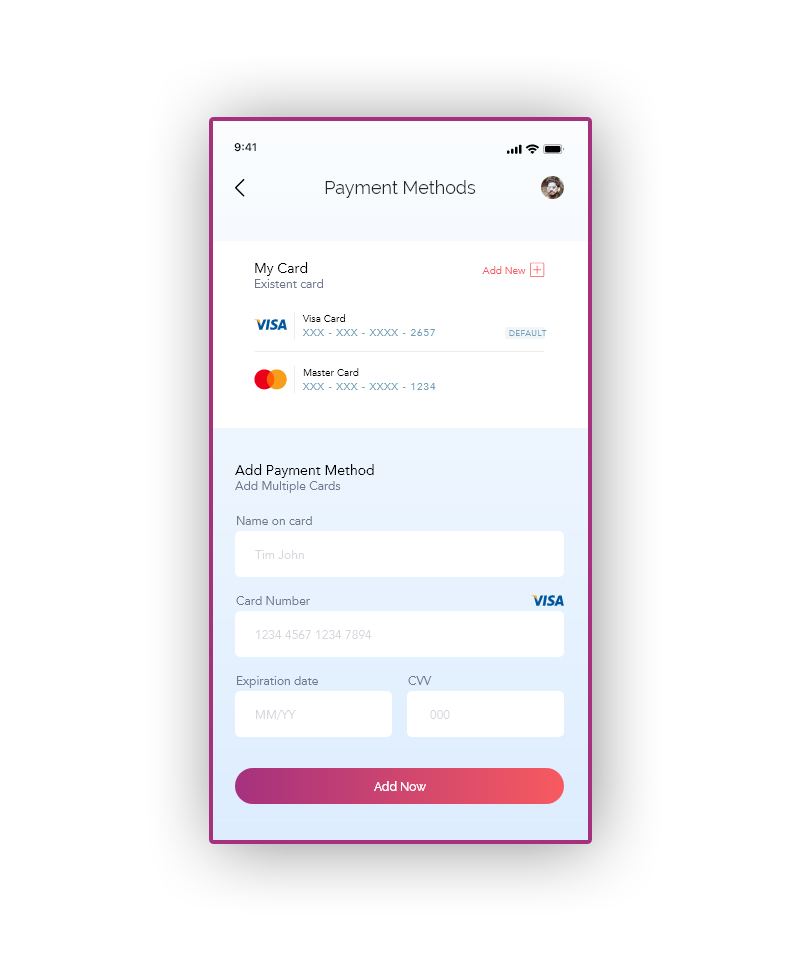 9:41
Payment Methods
My Card
Add New
Existent card
VISA
Visa Card
XXX - XXX - XXXX - 2657
DEFAULT
Master Card
XXX - XXX - XXXX - 1234
Add Payment Method
Add Multiple Cards
Name on card
Tim John
Card Number
VISA
1234 4567 1234 7894
Expiration date
CVV
MM/YY
000
Add Now